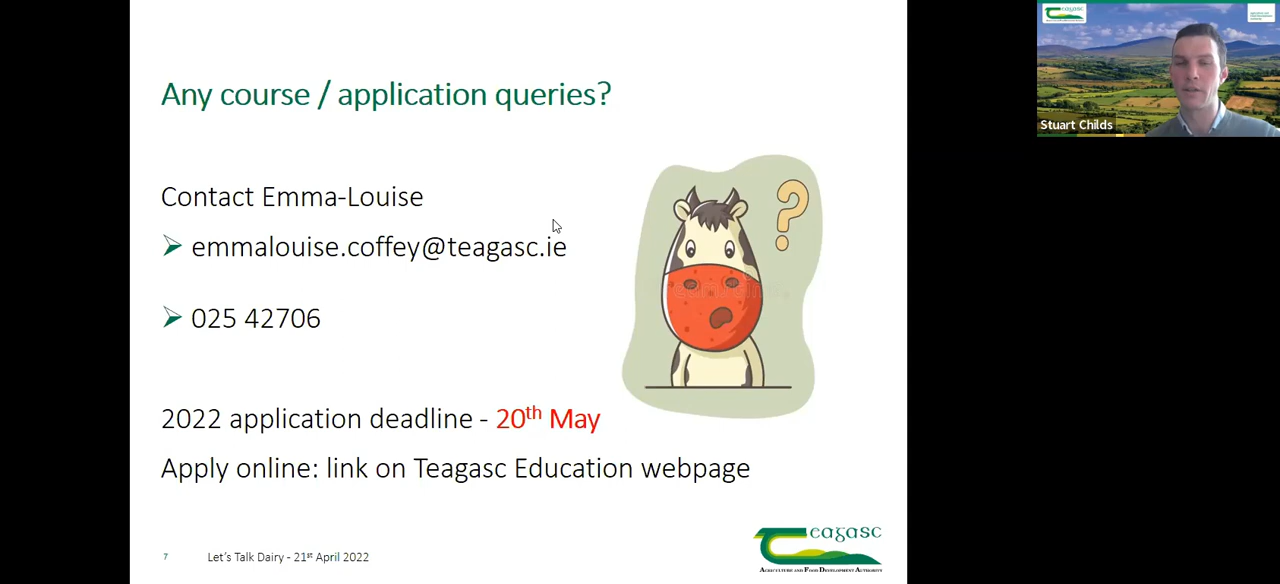 Any course / application queries?
Contact Emma-Louise
emmalouise.coffey@teagasc.ie
025 42706
?
2022 application deadline - 20th May
Apply online: link on Teagasc Education webpage
7
Let's Talk Dairy - 21st April 2022
eagasc
AGRICULTURE AND FOOD DEVELOPMENT AUTHORITY
eagasc
Stuart Childs